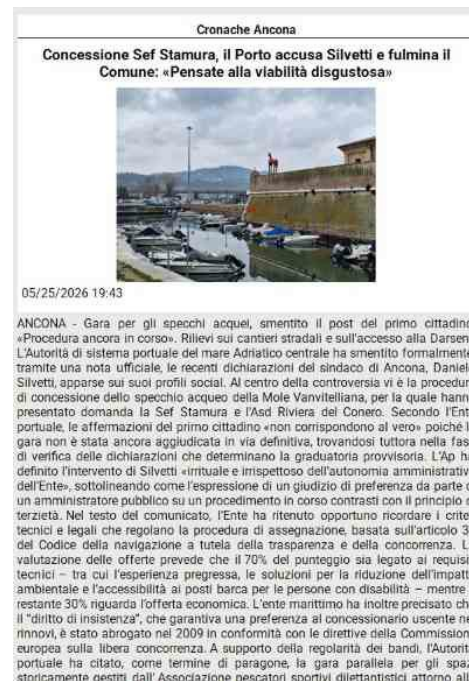 Cronache Ancona
Concessione Sef Stamura, il Porto accusa Silvetti e fulmina il
Comune: «Pensate alla viabilità disgustosa»
05/25/2026 19:43
ANCONA - Gara per gli specchi acquei, smentito il post del primo cittadino
«Procedura ancora in corso». Rilievi sui cantieri stradali e sull'accesso alla Darsena
L'Autorità di sistema portuale del mare Adriatico centrale ha smentito formalmente
tramite una nota ufficiale, le recenti dichiarazioni del sindaco di Ancona, Daniele
Silvetti, apparse sui suoi profili social. Al centro della controversia vi è la procedura
di concessione dello specchio acqueo della Mole Vanvitelliana, per la quale hanno
presentato domanda la Sef Stamura e l'Asd Riviera del Conero. Secondo l'Ente
portuale, le affermazioni del primo cittadino «non corrispondono al vero» poiché la
gara non è stata ancora aggiudicata in via definitiva, trovandosi tuttora nella fase
di verifica delle dichiarazioni che determinano la graduatoria provvisoria. L'Ap ha
definito l'intervento di Silvetti «irrituale e irrispettoso dell'autonomia amministrativa
dell'Ente», sottolineando come l'espressione di un giudizio di preferenza da parte di
un amministratore pubblico su un procedimento in corso contrasti con il principio di
terzietà. Nel testo del comunicato, l'Ente ha ritenuto opportuno ricordare i criteri
tecnici e legali che regolano la procedura di assegnazione, basata sull'articolo 3
del Codice della navigazione a tutela della trasparenza e della concorrenza. La
valutazione delle offerte prevede che il 70% del punteggio sia legato ai requisiti
tecnici – tra cui l'esperienza pregressa, le soluzioni per la riduzione dell'impatto
ambientale e l'accessibilità ai posti barca per le persone con disabilità – mentre il
restante 30% riguarda l'offerta economica. L'ente marittimo ha inoltre precisato che
il "diritto di insistenza", che garantiva una preferenza al concessionario uscente nei
rinnovi, è stato abrogato nel 2009 in conformità con le direttive della Commissione
europea sulla libera concorrenza. A supporto della regolarità dei bandi, l'Autorità
portuale ha citato, come termine di paragone, la gara parallela per gli spazi
storicamente gestiti dall'Associazione pescatori sportivi dilettantistici attorno alla